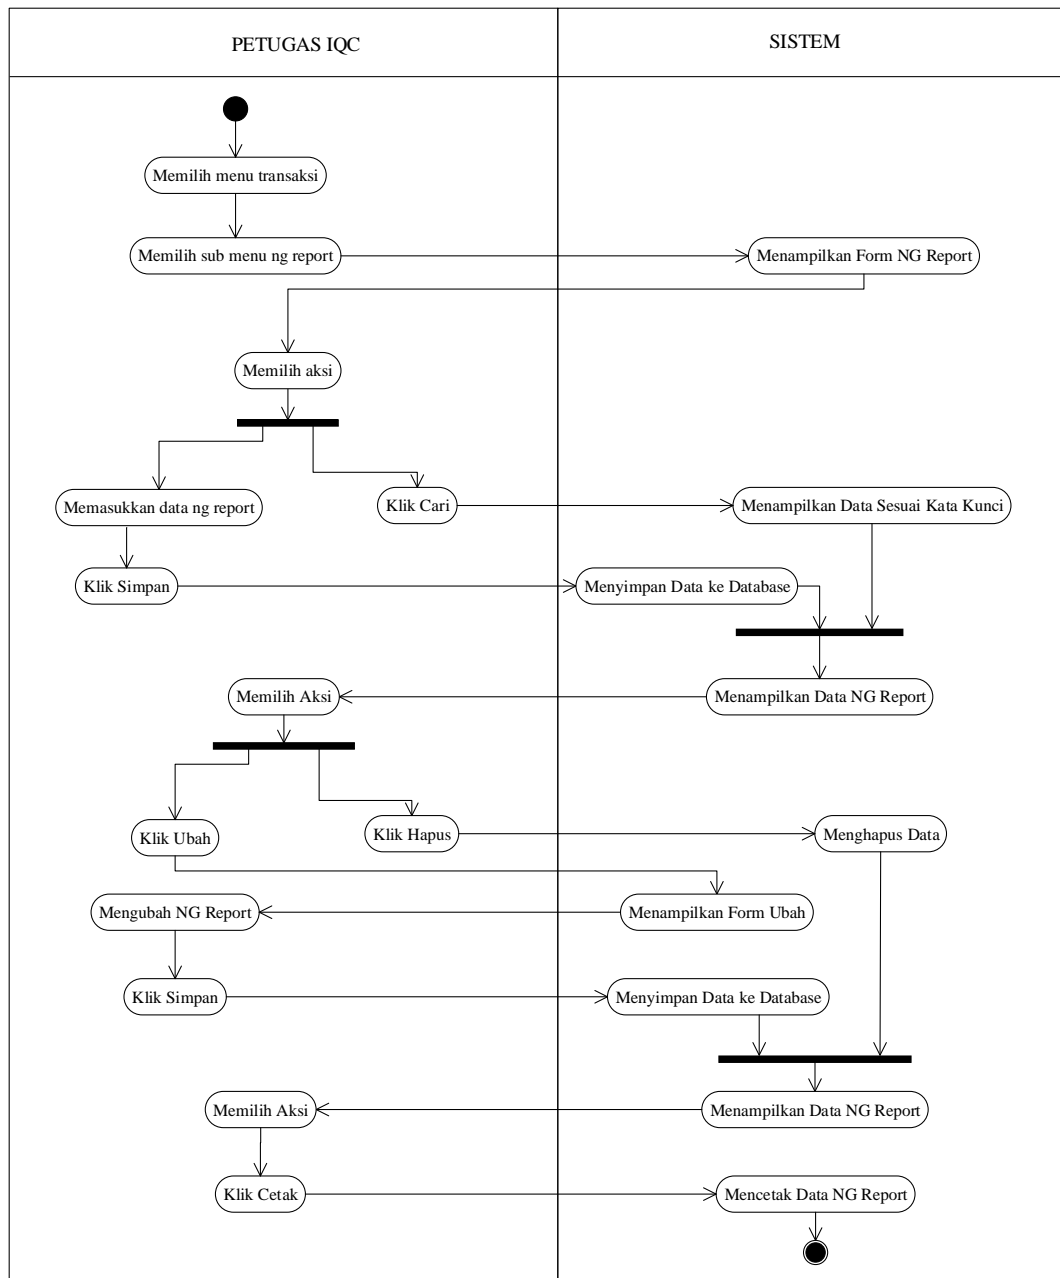 PETUGAS IQC
SISTEM
Memilih menu transaksi
Memilih sub menu ng report
Menampilkan Form NG Report
Memilih aksi
Memasukkan data ng report
Klik Cari
Menampilkan Data Sesuai Kata Kunci
Klik Simpan
Menyimpan Data ke Database
Memilih Aksi
Menampilkan Data NG Report
Klik Ubah
Klik Hapus
Menghapus Data
Mengubah NG Report
Menampilkan Form Ubah
Klik Simpan
Menyimpan Data ke Database
Memilih Aksi
Menampilkan Data NG Report
Klik Cetak
Mencetak Data NG Report